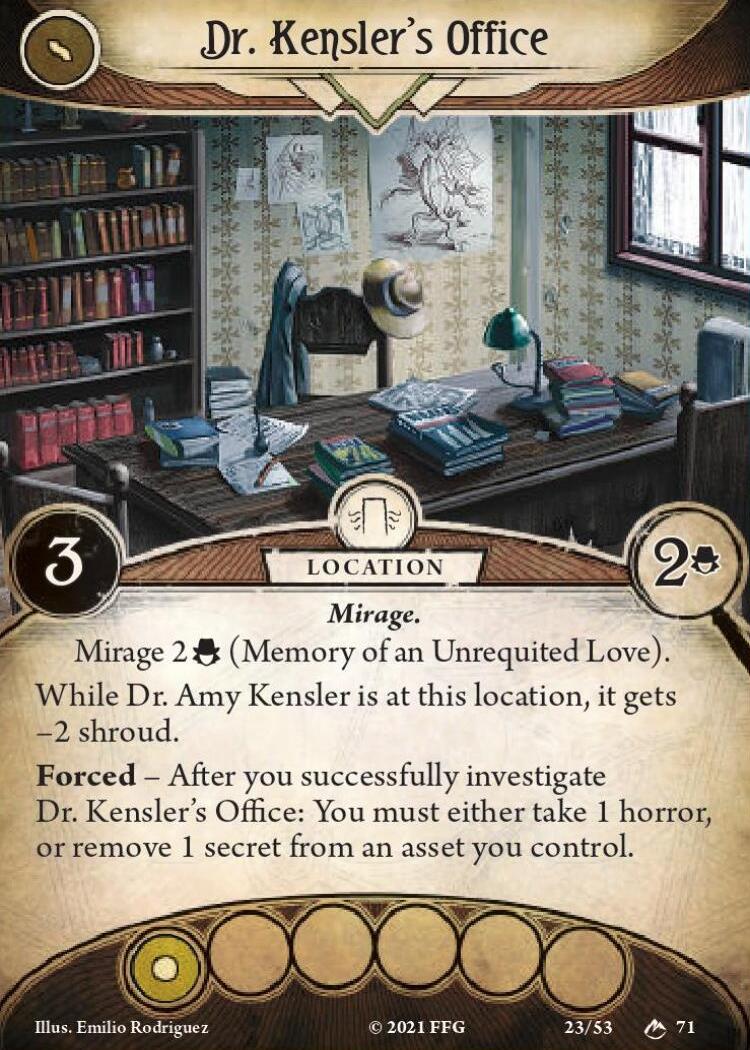 Dr. Kensler's Office
3
LOCATION
2
Mirage.
Mirage 2 (Memory of an Unrequited Love).
While Dr. Amy Kensler is at this location, it gets
–2 shroud.
Forced – After you successfully investigate
Dr. Kensler's Office: You must either take 1 horror,
or remove 1 secret from an asset you control.
Illus. Emilio Rodriguez
© 2021 FFG
23/53
71